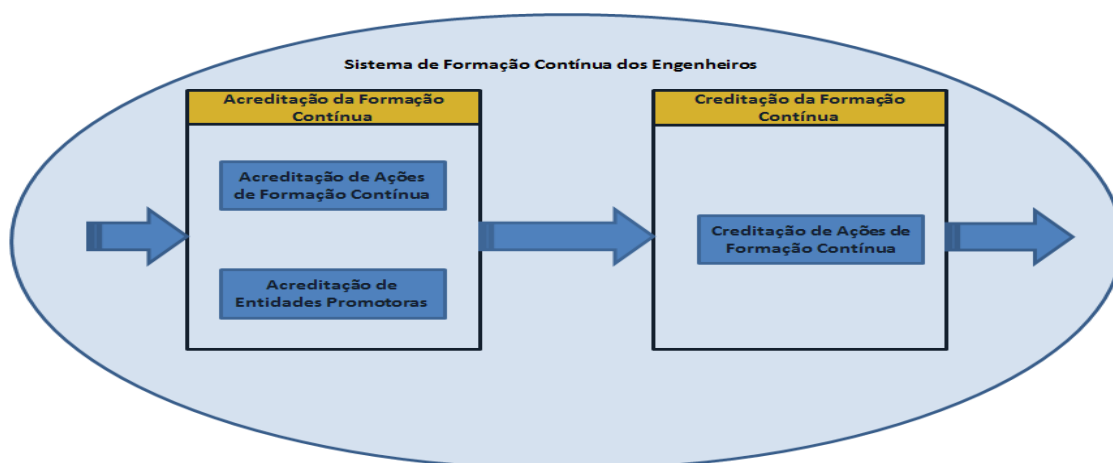 Sistema de Formação Contínua dos Engenheiros
Acreditação da Formação
Contínua
Acreditação de Ações
de Formação Contínua
Acreditação de
Entidades Promotoras
Creditação da Formação
Contínua
Creditação de Ações de
Formação Contínua